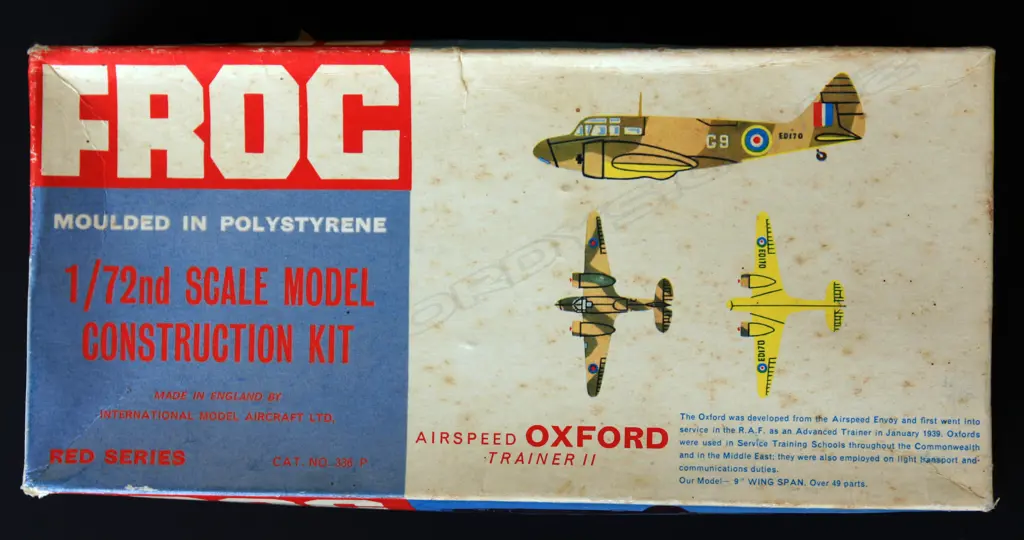 FROG
MOULDED IN POLYSTYRENE
1/72nd SCALE MODEL
CONSTRUCTION KIT
MADE IN ENGLAND BY
INTERNATIONAL MODEL AIRCRAFT LTD.
RED SERIES
CAT. NO. 336 P
G9
ED170
ED170
ED170
AIRSPEED OXFORD
TRAINER II
The Oxford was developed from the Airspeed Envoy and first went into
service in the R.A.F. as an Advanced Trainer in January 1939. Oxfords
were used in Service Training Schools throughout the Commonwealth
and in the Middle East; they were also employed on light transport and
communications duties.
Our Model— 9" WING SPAN. Over 49 parts.